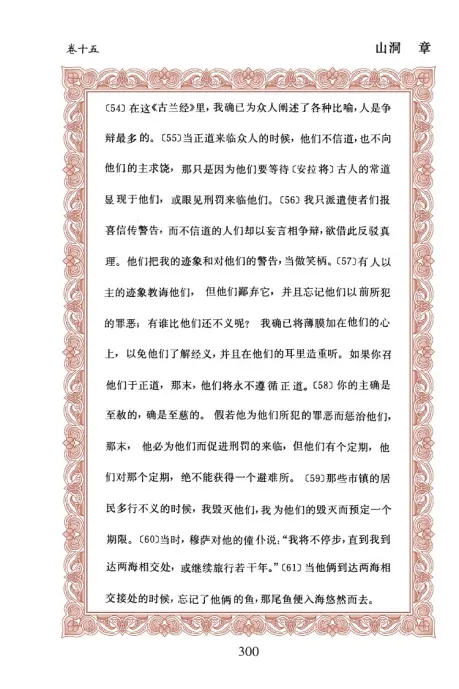 卷十五
山洞 章
〔54〕在这《古兰经》里，我确已为众人阐述了各种比喻，人是争
辩最多的。〔55〕当正道来临众人的时候，他们不信道，也不向
他们的主求饶，那只是因为他们要等待〔安拉将〕古人的常道
显现于他们，或眼见刑罚来临他们。〔56〕我只派遣使者们报
喜信传警告，而不信道的人们却以妄言相争辩，欲借此反驳真
理。他们把我的迹象和对他们的警告，当做笑柄。〔57〕有人以
主的迹象教诲他们，但他们鄙弃它，并且忘记他们以前所犯
的罪恶；有谁比他们还不义呢？我确已将薄膜加在他们的心
上，以免他们了解经义，并且在他们的耳里造重听。如果你召
他们于正道，那末，他们将永不遵循正道。〔58〕你的主确是
至赦的，确是至慈的。假若他为他们所犯的罪恶而惩治他们，
那末，他必为他们而促进刑罚的来临，但他们有个定期，他
们对那个定期，绝不能获得一个避难所。〔59〕那些市镇的居
民多行不义的时候，我毁灭他们，我为他们的毁灭而预定一个
期限。〔60〕当时，穆萨对他的僮仆说：“我将不停步，直到我到
达两海相交处，或继续旅行若干年。”〔61〕当他俩到达两海相
交接处的时候，忘记了他俩的鱼，那尾鱼便入海悠然而去。
300